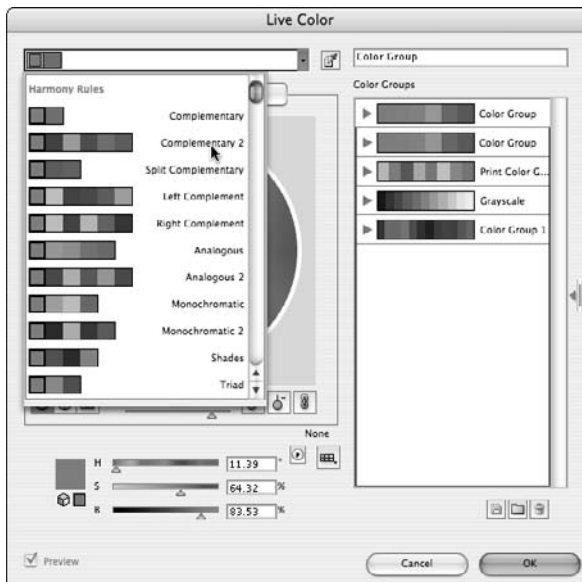 Live Color
Color Group
Harmony Rules
Complementary
Complementary 2
Split Complementary
Left Complement
Right Complement
Analogous
Analogous 2
Monochromatic
Monochromatic 2
Shades
Triad
Color Groups
Color Group
Color Group
Print Color G...
Grayscale
Color Group 1
None
H 11.39 °
S 64.32 %
B 83.53 %
Preview
Cancel
OK